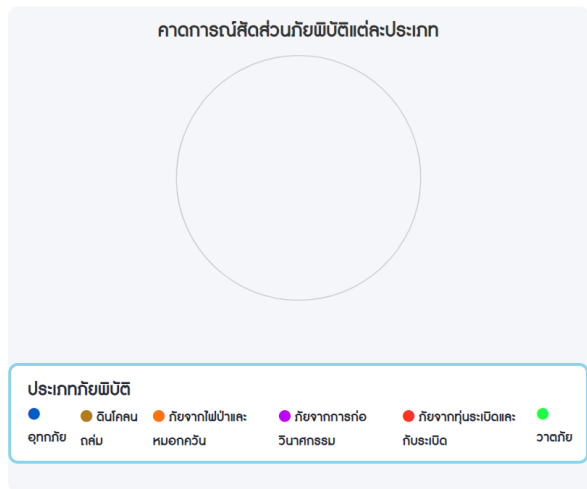 คาดการณ์สัดส่วนภัยพิบัติแต่ละประเภท
ประเภทภัยพิบัติ
อุทกภัย
ดินโคลน
ถล่ม
ภัยจากไฟป่าและ
หมอกควัน
ภัยจากการก่อ
วินาศกรรม
ภัยจากทุ่นระเบิดและ
กับระเบิด
วาตภัย